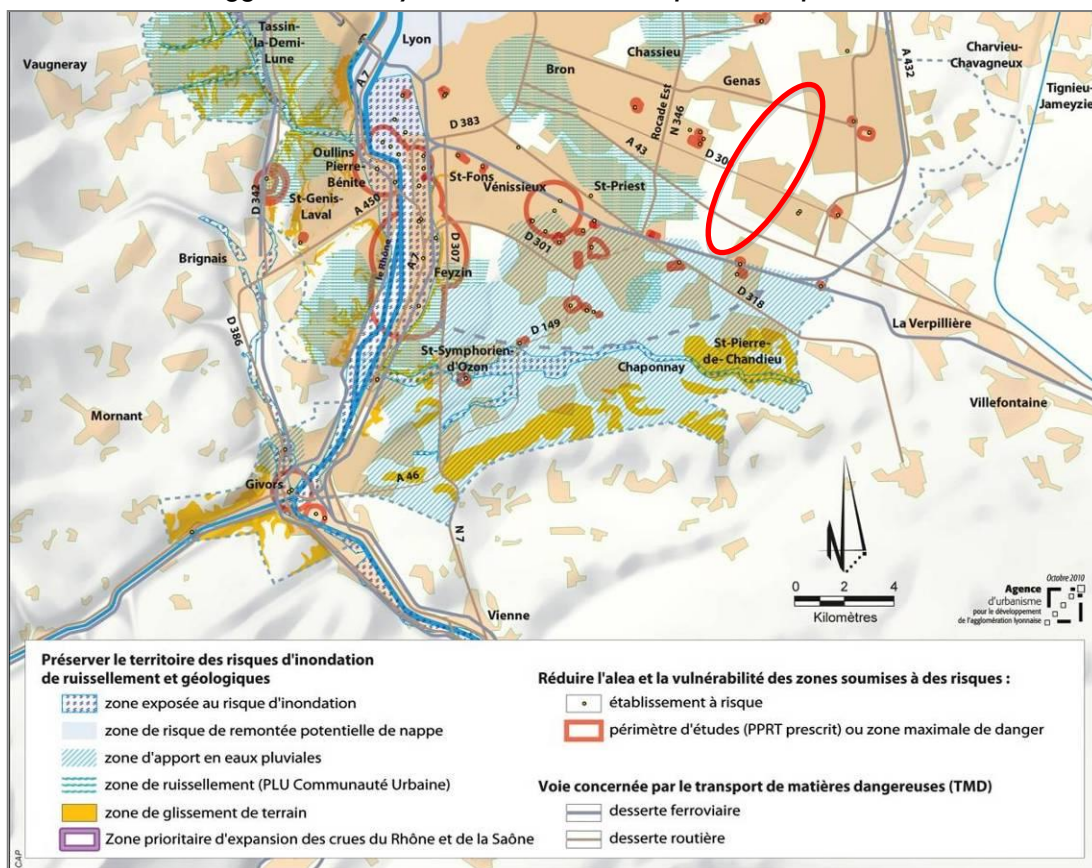 Tassin-
la-Demi-
Lune
Vaugneray
Lyon
A 7
Chassieu
Bron
Genas
A 432
Charvieu-
Chavagneux
Tignieu-
Jameyzie
Rocade Est
N 346
D 383
A 43
D 30
Oullins
Pierre-
Bénite
St-Fons
Vénissieux
St-Priest
D 342
St-Genis-
Laval
A 450
D 301
D 307
A 7
le Rhône
Feyzin
Brignais
D 318
D 386
D 149
La Verpillière
St-Symphorien-
d'Ozon
Chaponnay
St-Pierre-
de- Chandieu
Mornant
Villefontaine
A 46
Givors
N 7
Vienne
N
0 2 4
Kilomètres
Octobre 2010
Agence
d'urbanisme
pour le développement
de l'agglomération lyonnaise
Préserver le territoire des risques d'inondation
de ruissellement et géologiques
zone exposée au risque d'inondation
zone de risque de remontée potentielle de nappe
zone d'apport en eaux pluviales
zone de ruissellement (PLU Communauté Urbaine)
zone de glissement de terrain
Zone prioritaire d'expansion des crues du Rhône et de la Saône
Réduire l'alea et la vulnérabilité des zones soumises à des risques :
établissement à risque
périmètre d'études (PPRT prescrit) ou zone maximale de danger
Voie concernée par le transport de matières dangereuses (TMD)
desserte ferroviaire
desserte routière
CAP